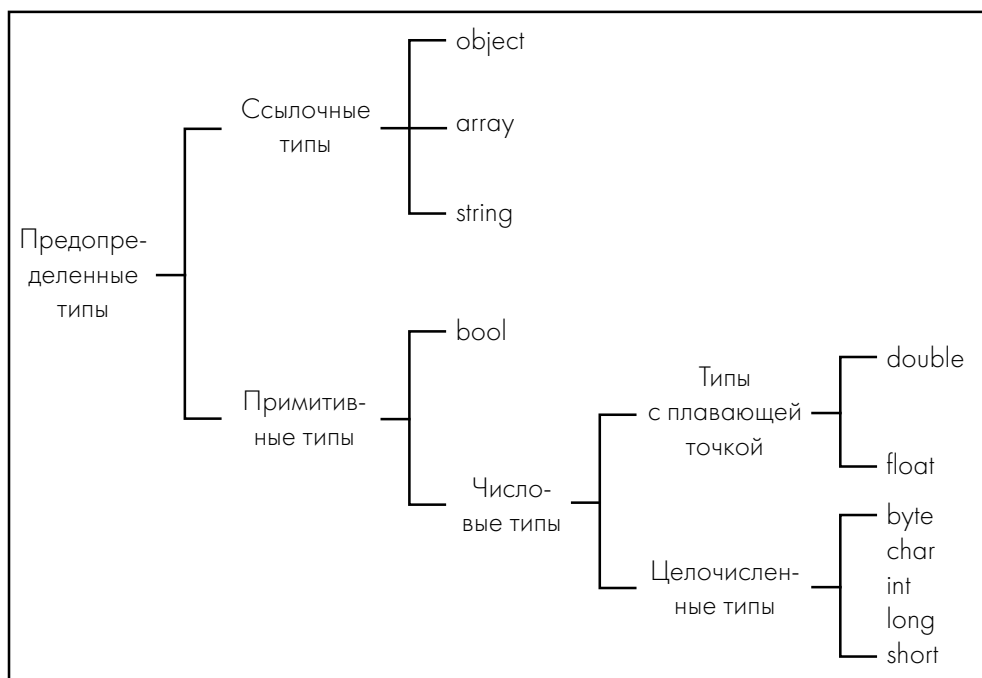 Предопре-
деленные
типы
Ссылочные
типы
object
array
string
Примитив-
ные типы
bool
Число-
вые типы
Типы
с плавающей
точкой
double
float
Целочислен-
ные типы
byte
char
int
long
short